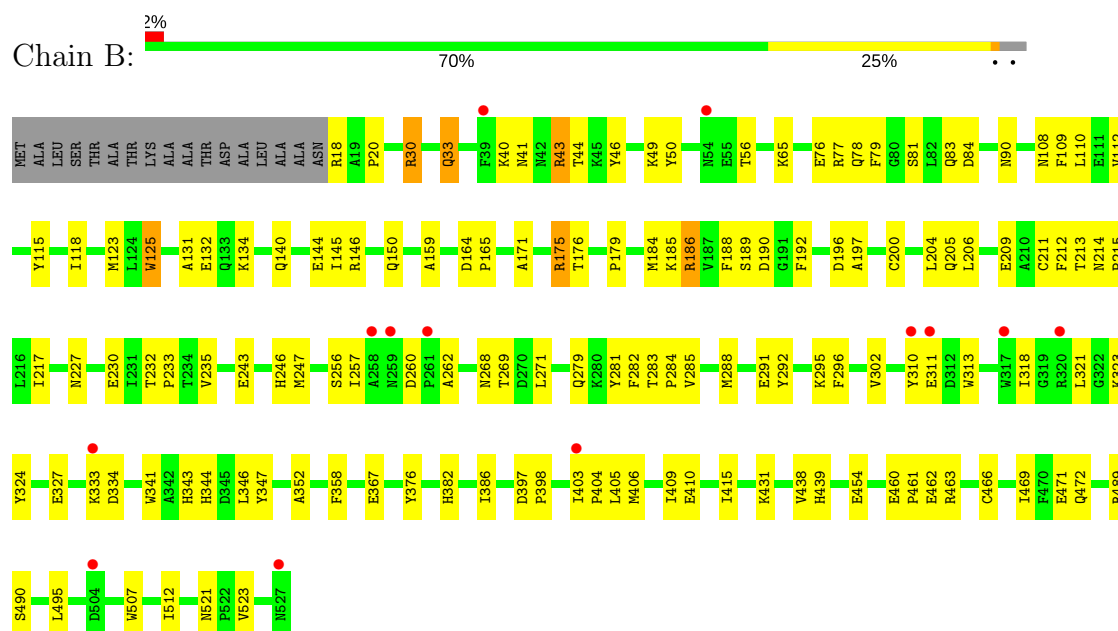 2%
Chain B:
70% 25% • •
MET ALA LEU SER THR ALA THR LYS ALA ALA THR ASP ALA LEU ALA ALA ASN R18 A19 P20 R30 Q33 F39 K40 N41 N42 R43 T44 K45 Y46 K49 Y50 N54 E55 T56 K65 E76 R77 Q78 F79 G80 S81 L82 Q83 D84 N90 N108 F109 L110 E111 V112
Y115 I118 M123 L124 W125 A131 E132 Q133 K134 Q140 E144 I145 R146 Q150 A159 D164 P165 A171 R175 T176 P179 M184 K185 R186 V187 F188 S189 D190 G191 F192 D196 A197 C200 L204 Q205 L206 E209 A210 C211 F212 T213 N214
L216 I217 N227 E230 I231 T232 P233 T234 V235 E243 H246 M247 S256 I257 A258 N259 D260 P261 A262 N268 T269 D270 L271 Q279 K280 Y281 F282 T283 P284 V285 M288 E291 Y292 K295 F296 V302 Y310 E311 D312 W313 W317 I318 G319 R320 L321 G322 K323
Y324 E327 K333 D334 W341 A342 H343 H344 D345 L346 Y347 A352 F358 E367 Y376 H382 I386 D397 P398 I403 P404 L405 M406 I409 E410 I415 K431 V438 H439 E454 E460 P461 E462 R463 C466 I469 F470 E471 Q472
S490 L495 D504 W507 I512 N521 P522 V523 N527